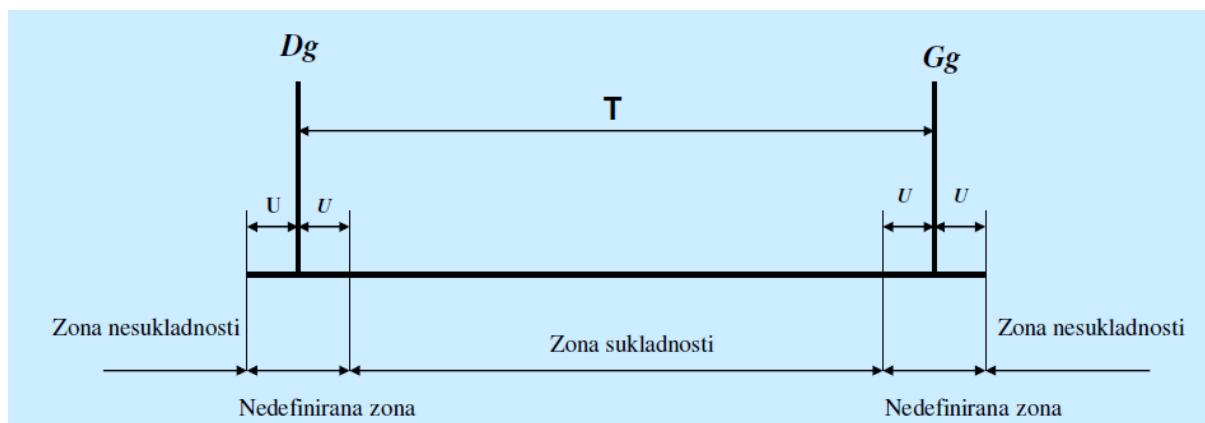 Dg
Gg
T
U U
U U
Zona nesukladnosti
Zona sukladnosti
Zona nesukladnosti
Nedefinirana zona
Nedefinirana zona